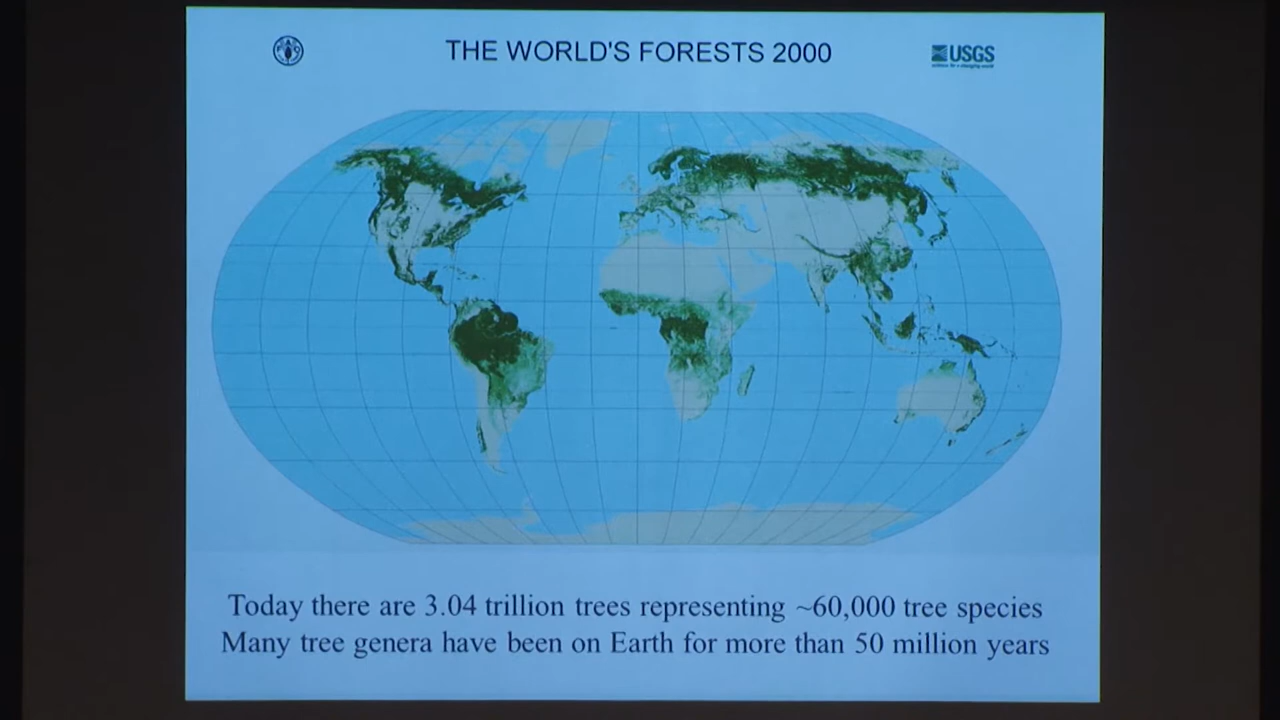 THE WORLD'S FORESTS 2000
USGS
Today there are 3.04 trillion trees representing ~60,000 tree species
Many tree genera have been on Earth for more than 50 million years